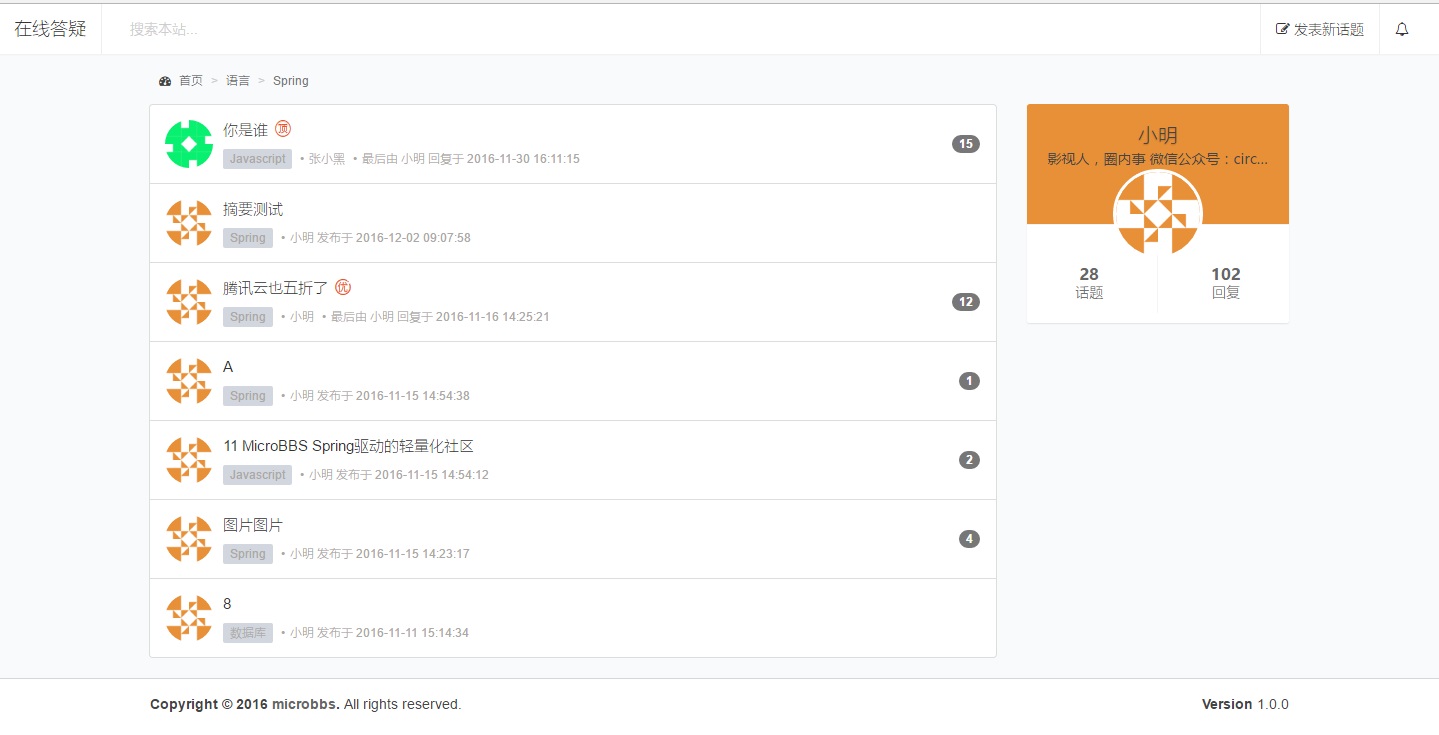 在线答疑 搜索本站... 发表新话题
首页 > 语言 > Spring
你是谁 顶
15
Javascript • 张小黑 • 最后由 小明 回复于 2016-11-30 16:11:15
摘要测试
Spring • 小明 发布于 2016-12-02 09:07:58
腾讯云也五折了 优
12
Spring • 小明 • 最后由 小明 回复于 2016-11-16 14:25:21
A
1
Spring • 小明 发布于 2016-11-15 14:54:38
11 MicroBBS Spring驱动的轻量化社区
2
Javascript • 小明 发布于 2016-11-15 14:54:12
图片图片
4
Spring • 小明 发布于 2016-11-15 14:23:17
8
数据库 • 小明 发布于 2016-11-11 15:14:34
小明
影视人，圈内事 微信公众号：circ...
28 102
话题 回复
Copyright © 2016 microbbs. All rights reserved. Version 1.0.0